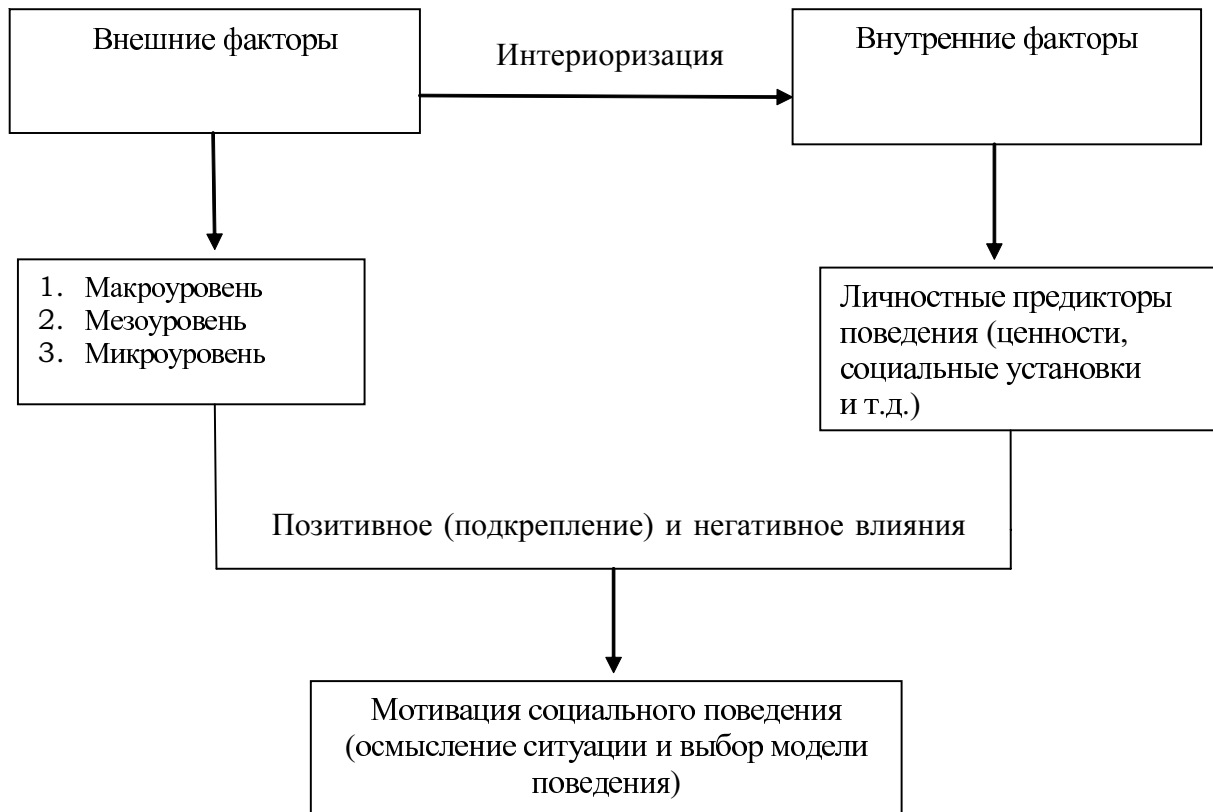 Внешние факторы
Интериоризация
Внутренние факторы
1. Макроуровень
2. Мезоуровень
3. Микроуровень
Личностные предикторы
поведения (ценности,
социальные установки
и т.д.)
Позитивное (подкрепление) и негативное влияния
Мотивация социального поведения
(осмысление ситуации и выбор модели
поведения)